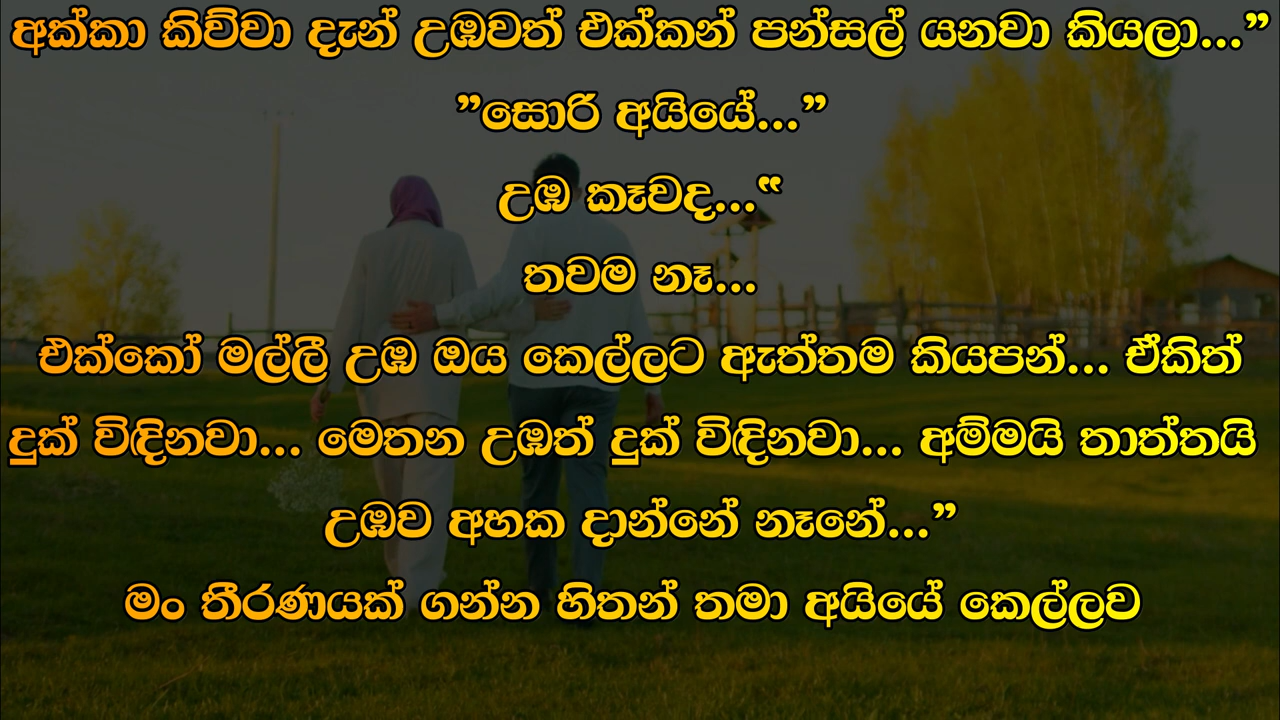 අක්කා කිව්වා දැන් උඹවත් එක්කන් පන්සල් යනවා කියලා...”
”සොරි අයියේ...”
උඹ කෑවද...“
තවම නෑ...
එක්කෝ මල්ලී උඹ ඔය කෙල්ලට ඇත්තම කියපන්... ඒකිත්
දුක් විඳිනවා... මෙතන උඹත් දුක් විඳිනවා... අම්මයි තාත්තයි
උඹව අහක දාන්නේ නෑනේ...”
මං තීරණයක් ගන්න හිතන් තමා අයියේ කෙල්ලව